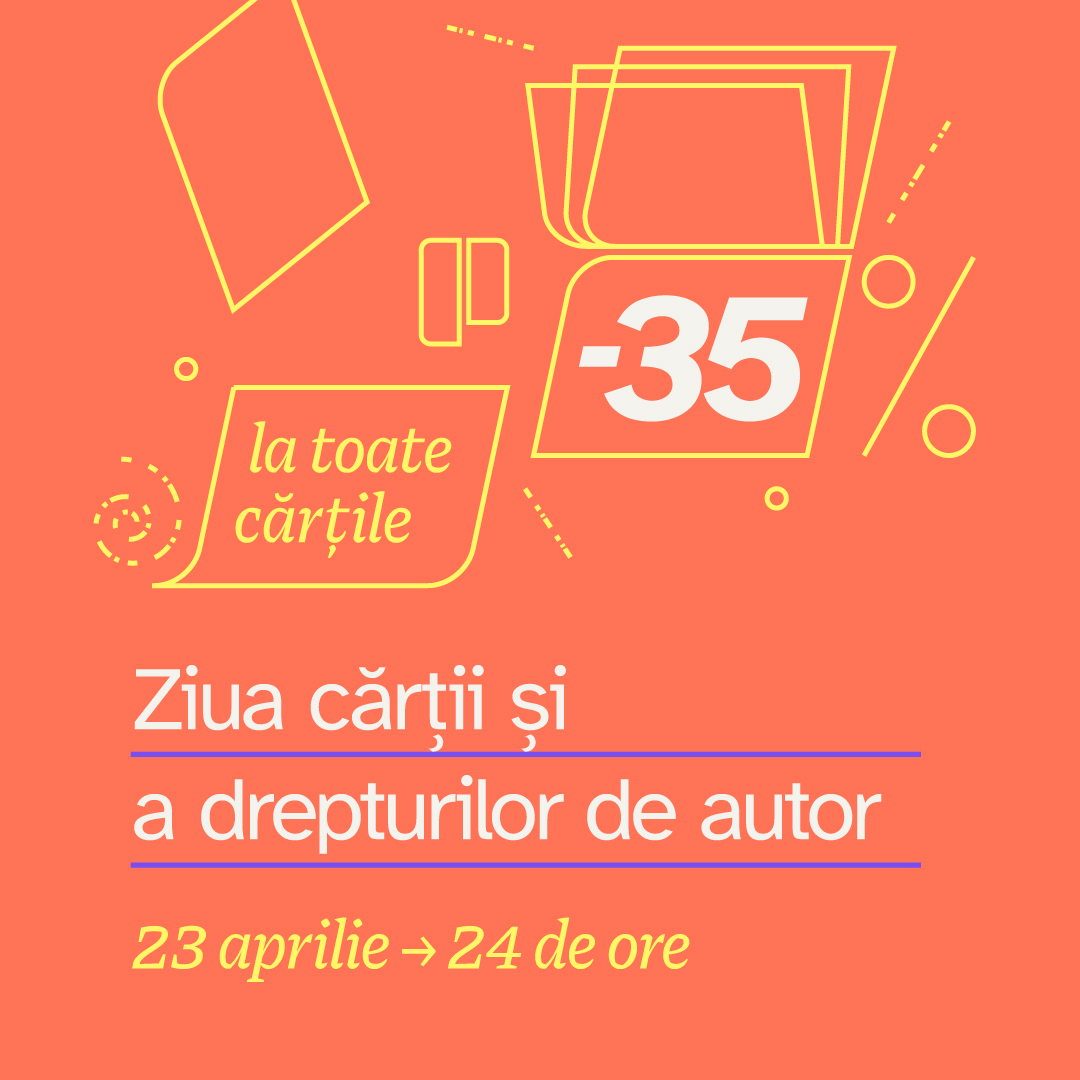 -35%
la toate
cărțile
Ziua cărții și
a drepturilor de autor
23 aprilie → 24 de ore